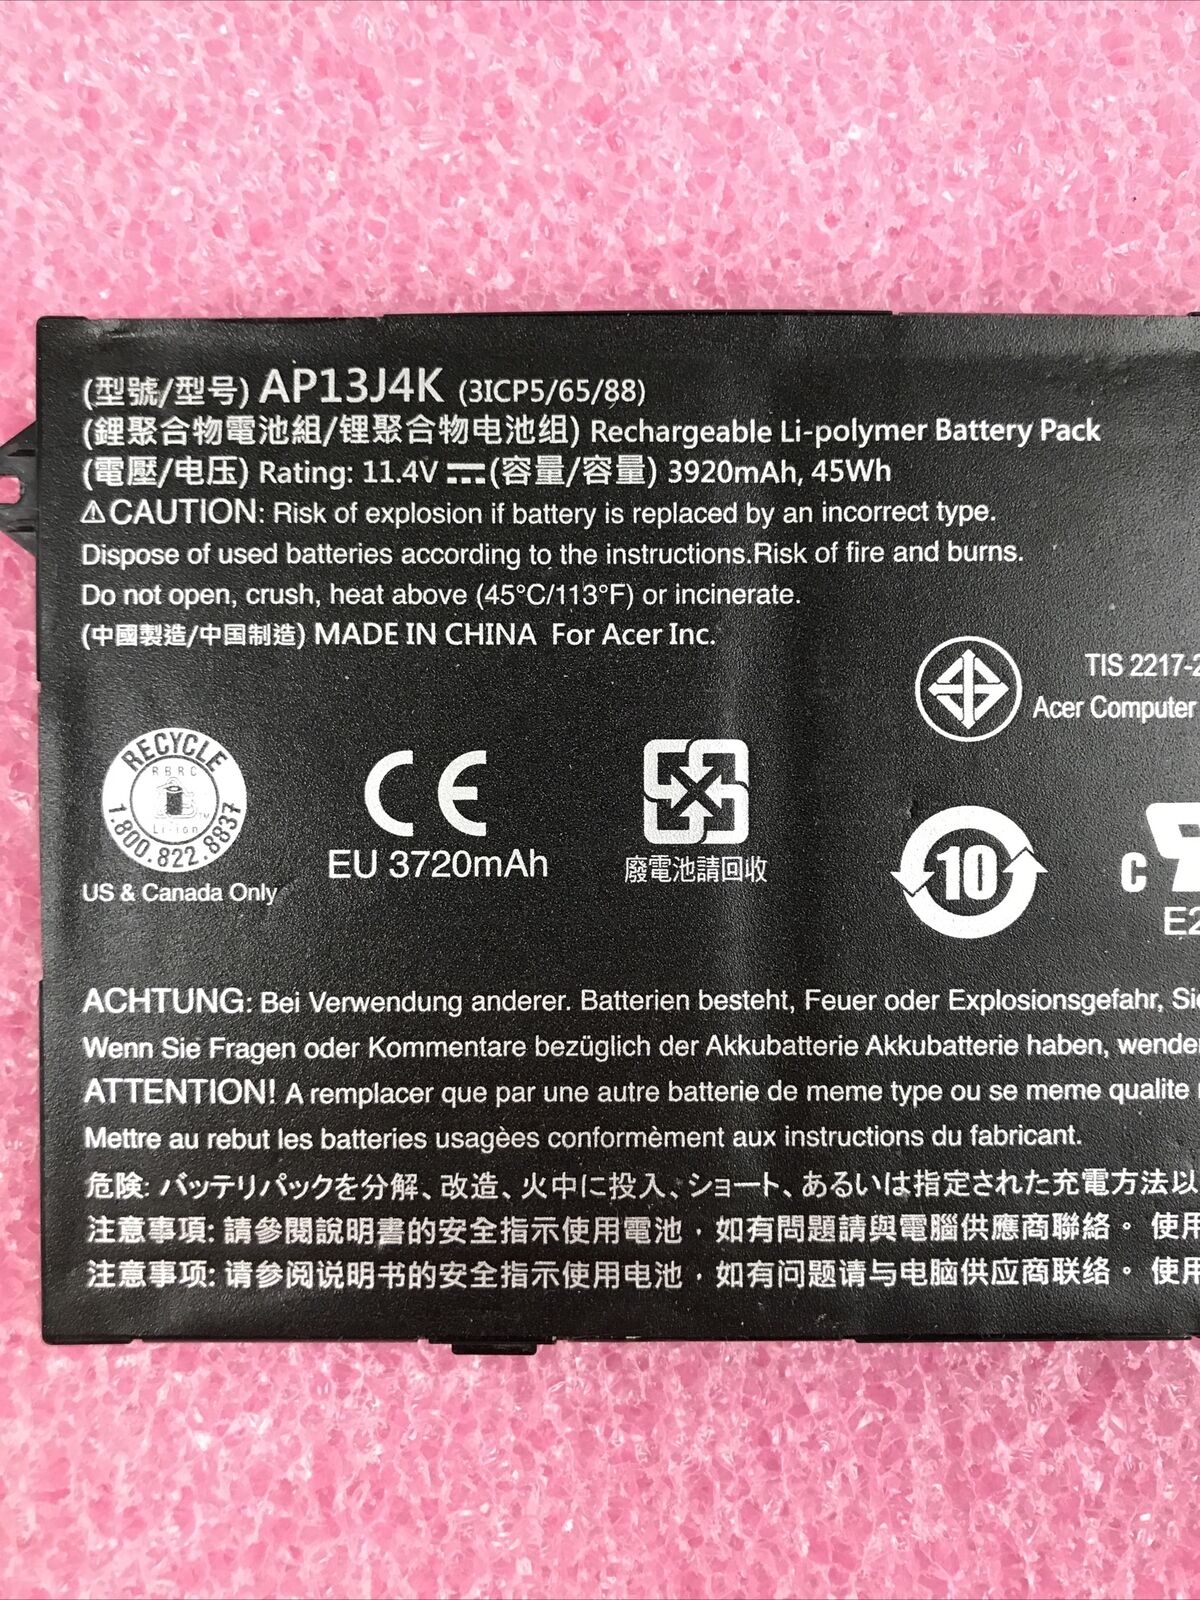 (型號/型号) AP13J4K (3ICP5/65/88)
(鋰聚合物電池組/锂聚合物电池组) Rechargeable Li-polymer Battery Pack
(電壓/电压) Rating: 11.4V ⎓ (容量/容量) 3920mAh, 45Wh
⚠CAUTION: Risk of explosion if battery is replaced by an incorrect type.
Dispose of used batteries according to the instructions.Risk of fire and burns.
Do not open, crush, heat above (45°C/113°F) or incinerate.
(中國製造/中国制造) MADE IN CHINA For Acer Inc.
TIS 2217-2
Acer Computer
RECYCLE
RBRC
Li-ion
TM
1.800.822.8837
US & Canada Only
CE
EU 3720mAh
廢電池請回收
10
C
E2
ACHTUNG: Bei Verwendung anderer. Batterien besteht, Feuer oder Explosionsgefahr, Si
Wenn Sie Fragen oder Kommentare bezüglich der Akkubatterie Akkubatterie haben, wende
ATTENTION! A remplacer que par une autre batterie de meme type ou se meme qualite
Mettre au rebut les batteries usagèes conformèment aux instructions du fabricant.
危険: バッテリパックを分解、改造、火中に投入、ショート、あるいは指定された充電方法以
注意事項: 請參閱說明書的安全指示使用電池，如有問題請與電腦供應商聯絡。 使用
注意事项: 请参阅说明书的安全指示使用电池，如有问题请与电脑供应商联络。 使用